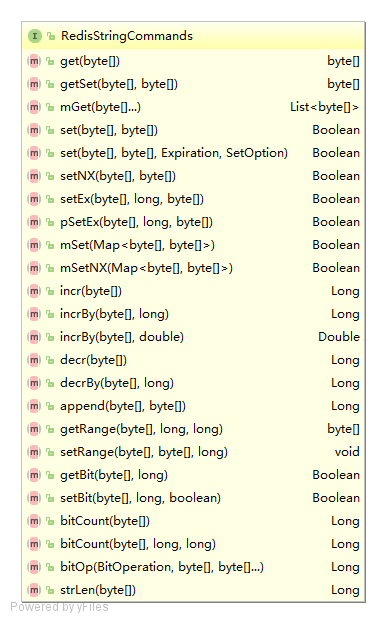 I RedisStringCommands
m get(byte[]) byte[]
m getSet(byte[], byte[]) byte[]
m mGet(byte[]...) List<byte[]>
m set(byte[], byte[]) Boolean
m set(byte[], byte[], Expiration, SetOption) Boolean
m setNX(byte[], byte[]) Boolean
m setEx(byte[], long, byte[]) Boolean
m pSetEx(byte[], long, byte[]) Boolean
m mSet(Map<byte[], byte[]>) Boolean
m mSetNX(Map<byte[], byte[]>) Boolean
m incr(byte[]) Long
m incrBy(byte[], long) Long
m incrBy(byte[], double) Double
m decr(byte[]) Long
m decrBy(byte[], long) Long
m append(byte[], byte[]) Long
m getRange(byte[], long, long) byte[]
m setRange(byte[], byte[], long) void
m getBit(byte[], long) Boolean
m setBit(byte[], long, boolean) Boolean
m bitCount(byte[]) Long
m bitCount(byte[], long, long) Long
m bitOp(BitOperation, byte[], byte[]...) Long
m strLen(byte[]) Long
Powered by yFiles